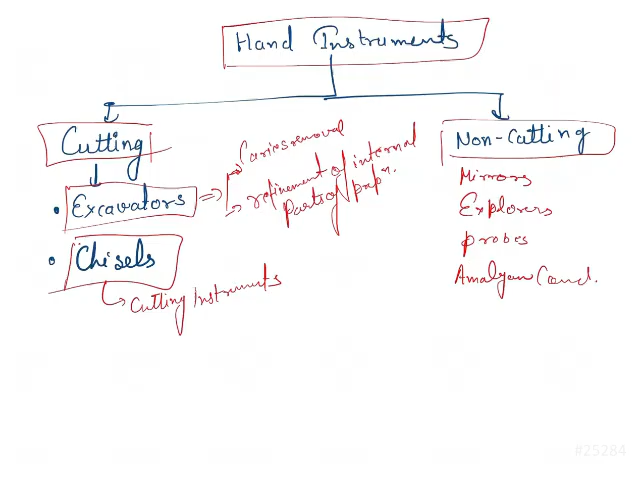 Hand Instruments
Cutting
Non-Cutting
• Excavators
→ Caries removal
→ refinement of internal
parts of prepⁿ.
• Chisels
→ Cutting Instruments
Mirrors
Explorers
probes
Amalgam Cond.
#25284